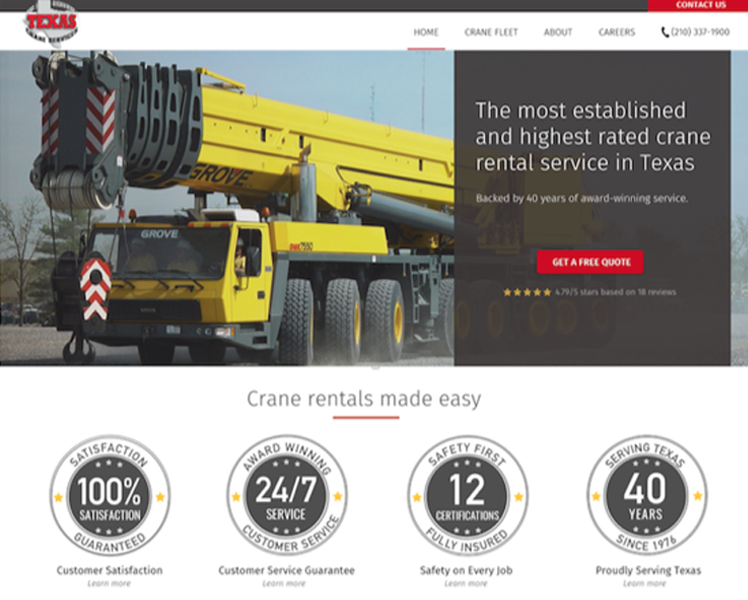 CONTACT US
TEXAS
HOME
CRANE FLEET
ABOUT
CAREERS
(210) 337-1900
GROVE
GROVE
7550
The most established
and highest rated crane
rental service in Texas
Backed by 40 years of award-winning service.
GET A FREE QUOTE
4.79/5 stars based on 18 reviews
Crane rentals made easy
SATISFACTION
100%
SATISFACTION
GUARANTEED
AWARD WINNING
24/7
SERVICE
CUSTOMER SERVICE
SAFETY FIRST
12
CERTIFICATIONS
FULLY INSURED
SERVING TEXAS
40
YEARS
SINCE 1976
Customer Satisfaction
Learn more
Customer Service Guarantee
Learn more
Safety on Every Job
Learn more
Proudly Serving Texas
Learn more